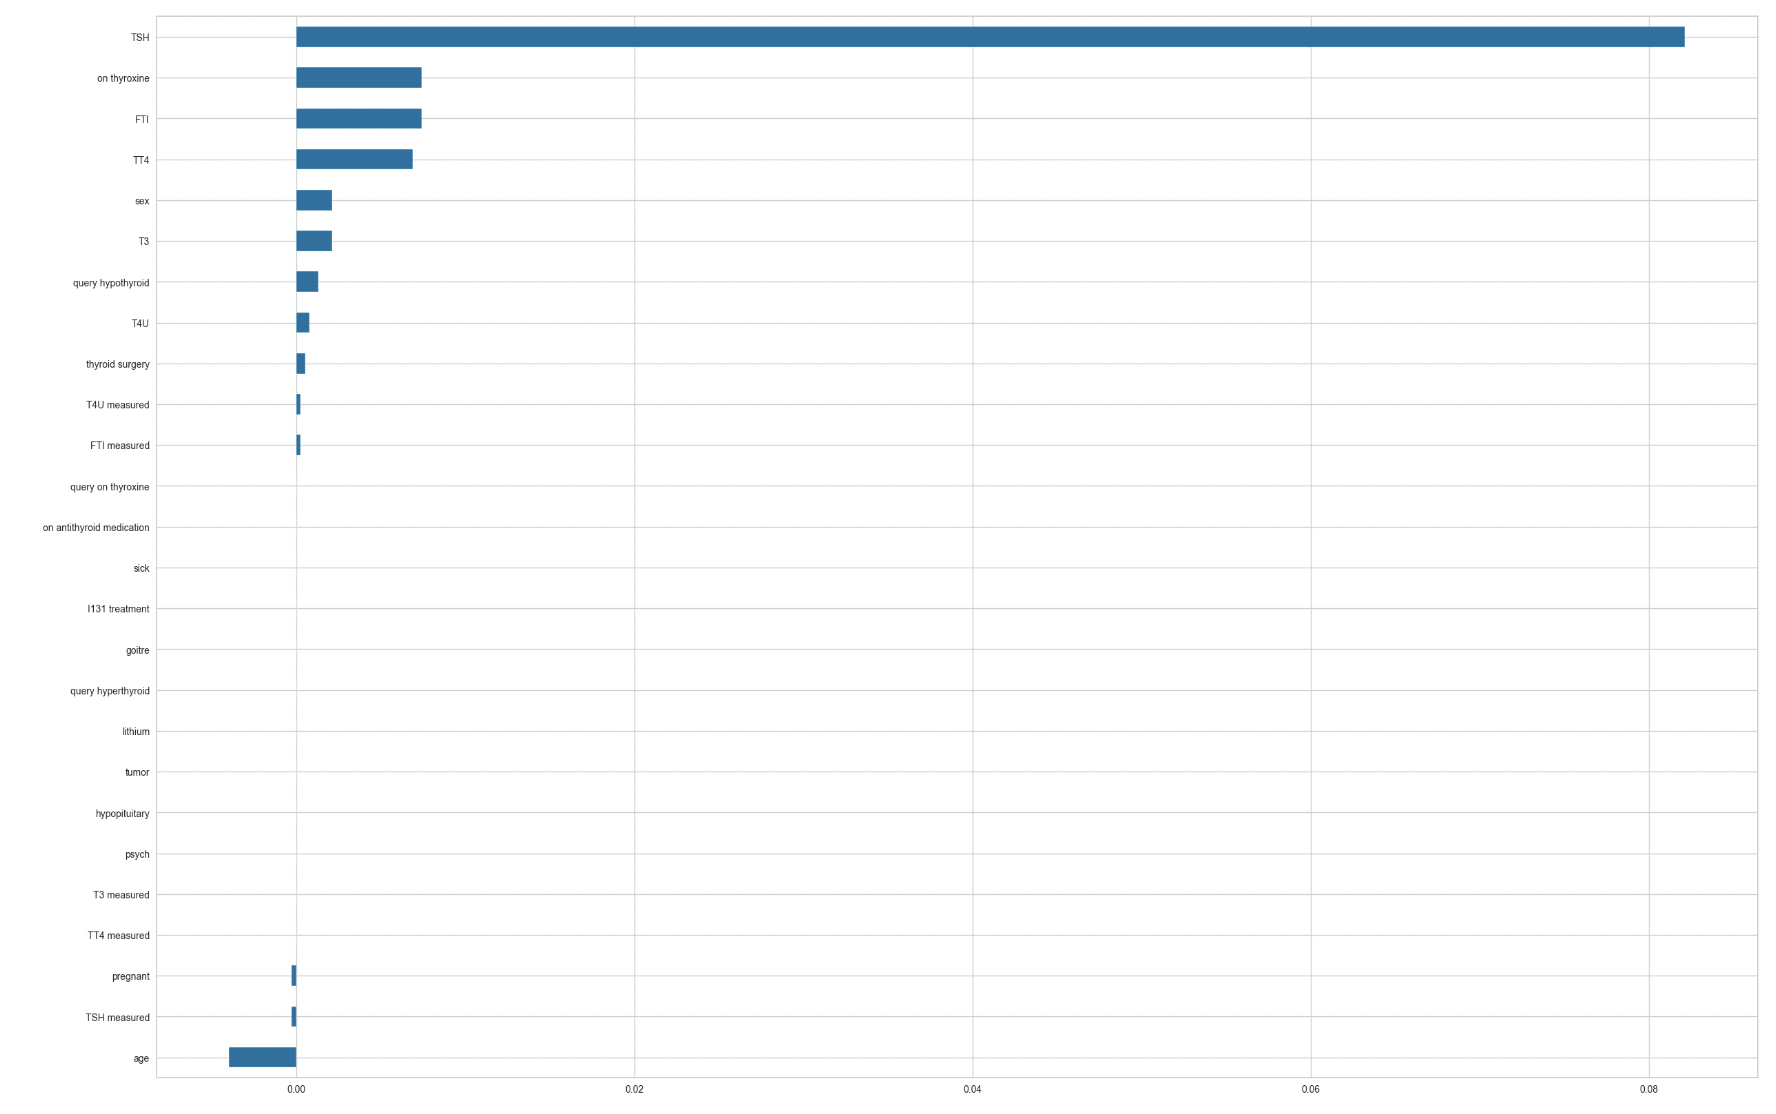 TSH
on thyroxine
FTI
TT4
sex
T3
query hypothyroid
T4U
thyroid surgery
T4U measured
FTI measured
query on thyroxine
on antithyroid medication
sick
I131 treatment
goitre
query hyperthyroid
lithium
tumor
hypopituitary
psych
T3 measured
TT4 measured
pregnant
TSH measured
age
0.00 0.02 0.04 0.06 0.08